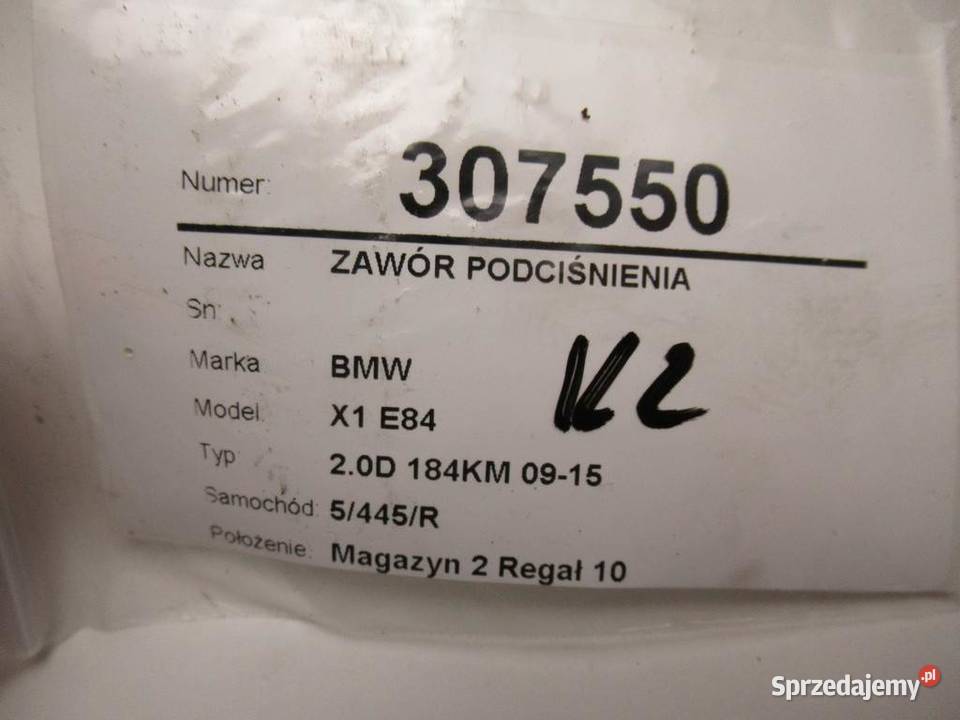 Numer: 307550
Nazwa ZAWÓR PODCIŚNIENIA
Sn:
Marka BMW
K2
Model X1 E84
Typ 2.0D 184KM 09-15
Samochód: 5/445/R
Położenie: Magazyn 2 Regał 10
Sprzedajemy.pl